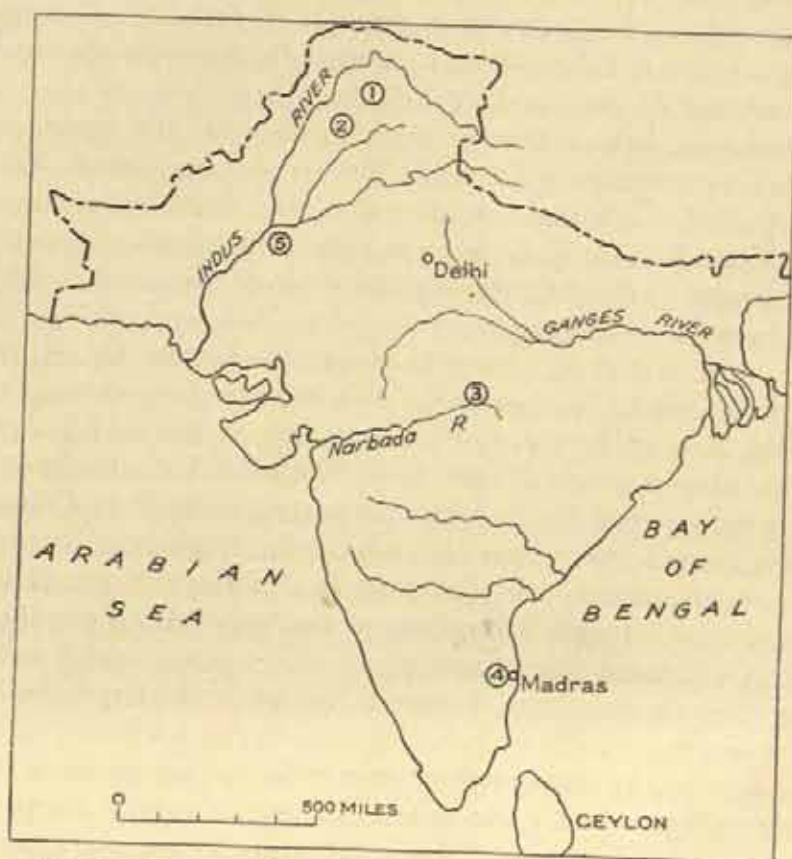 INDUS RIVER
①
②
⑤
Delhi
GANGES RIVER
③
Narbada R
ARABIAN
SEA
BAY
OF
BENGAL
④
Madras
0
500 MILES
CEYLON